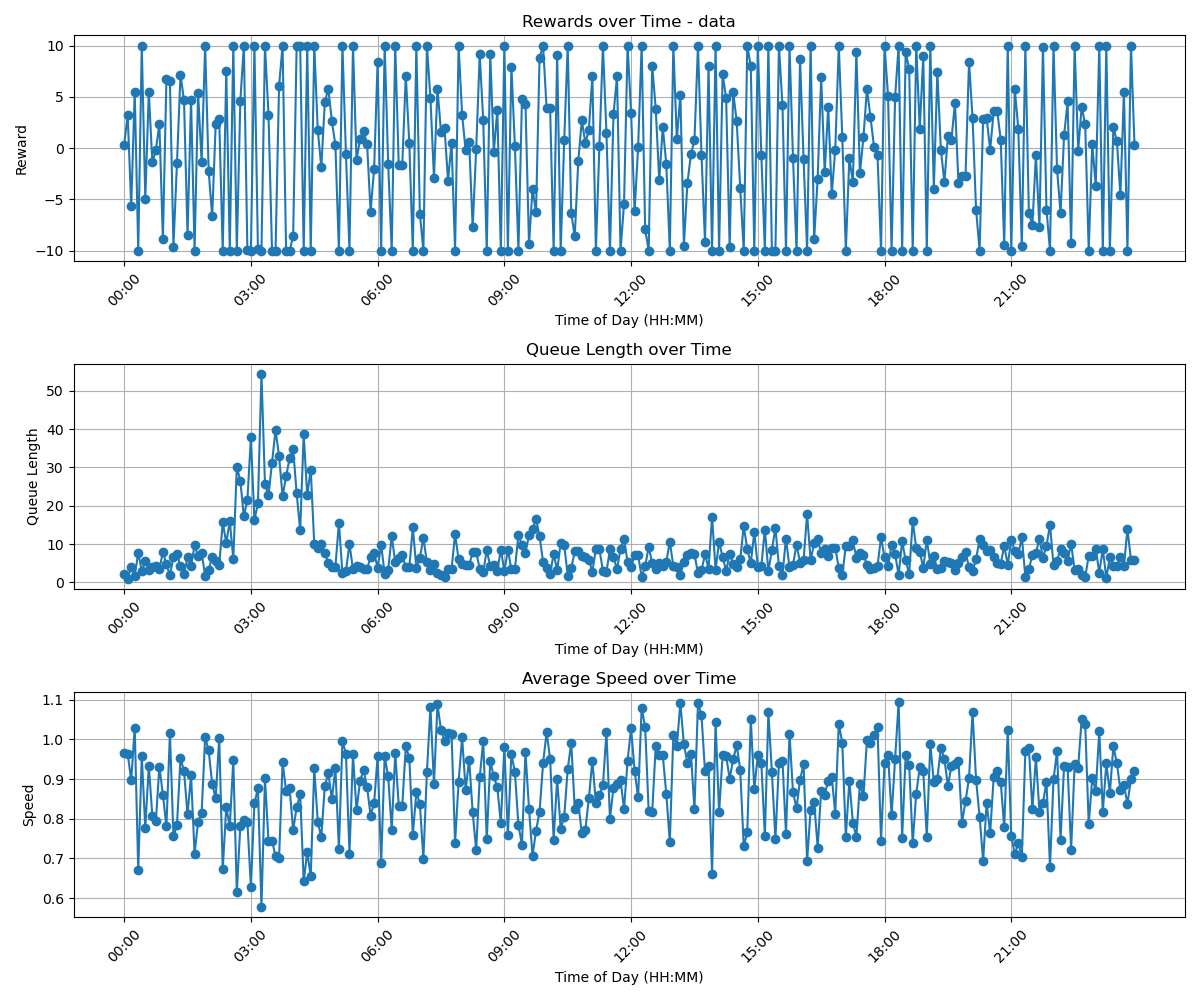 Rewards over Time - data
10
5
0
−5
−10
Reward
00:00 03:00 06:00 09:00 12:00 15:00 18:00 21:00
Time of Day (HH:MM)
Queue Length over Time
50
40
30
20
10
0
Queue Length
00:00 03:00 06:00 09:00 12:00 15:00 18:00 21:00
Time of Day (HH:MM)
Average Speed over Time
1.1
1.0
0.9
0.8
0.7
0.6
Speed
00:00 03:00 06:00 09:00 12:00 15:00 18:00 21:00
Time of Day (HH:MM)